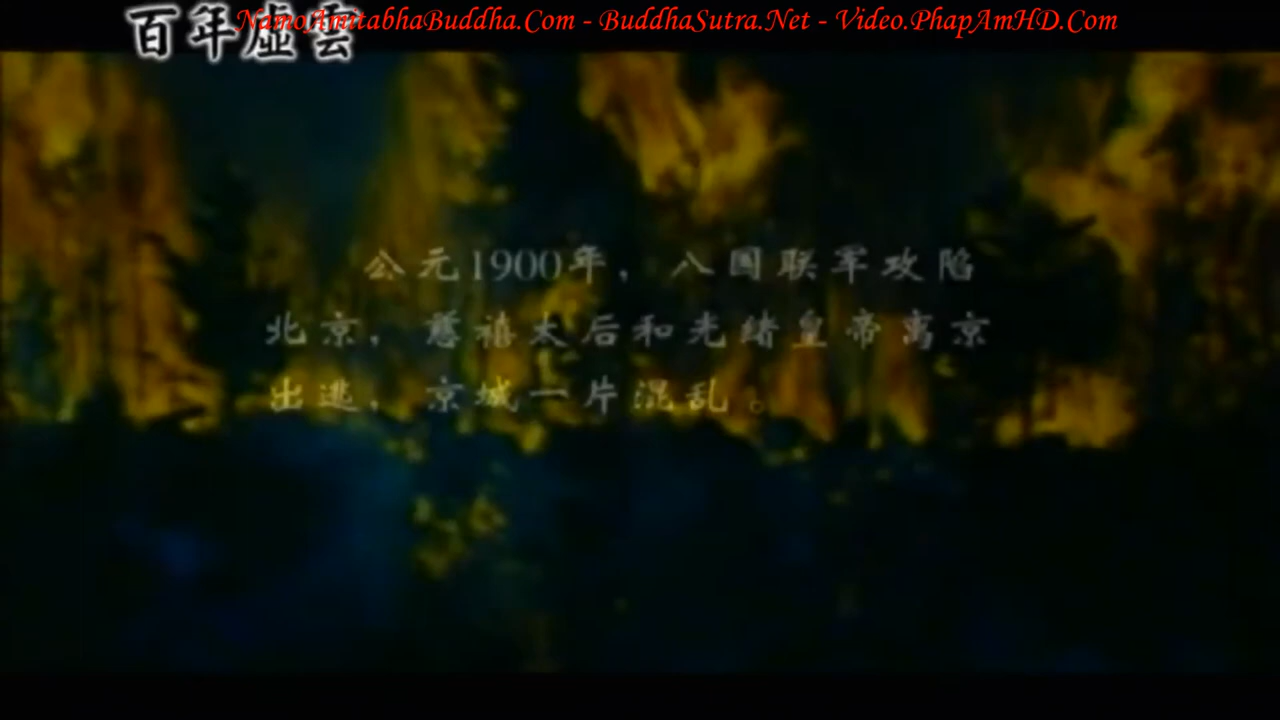 NamoAmitabhaBuddha.Com - BuddhaSutra.Net - Video.PhapAmHD.Com
百年虛雲
公元1900年，八国联军攻陷
北京，慈禧太后和光绪皇帝离京
出逃，京城一片混乱。